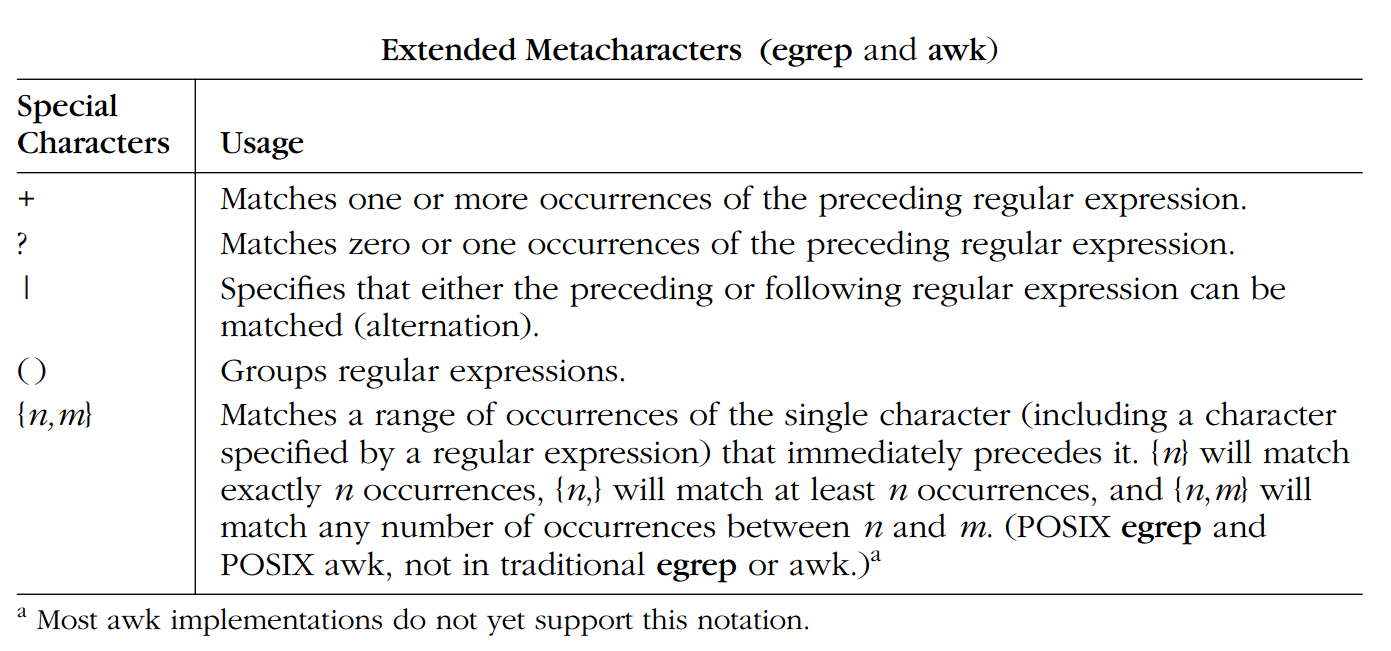 Extended Metacharacters (egrep and awk)
Special
Characters Usage
+ Matches one or more occurrences of the preceding regular expression.
? Matches zero or one occurrences of the preceding regular expression.
| Specifies that either the preceding or following regular expression can be
matched (alternation).
() Groups regular expressions.
{n,m} Matches a range of occurrences of the single character (including a character
specified by a regular expression) that immediately precedes it. {n} will match
exactly n occurrences, {n,} will match at least n occurrences, and {n,m} will
match any number of occurrences between n and m. (POSIX egrep and
POSIX awk, not in traditional egrep or awk.)a
a Most awk implementations do not yet support this notation.